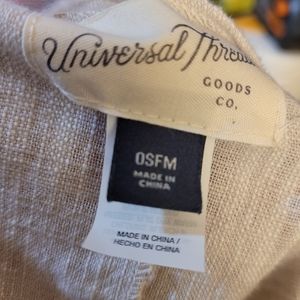 Universal Thread
GOODS
CO.
OSFM
MADE IN
CHINA
MADE IN CHINA /
HECHO EN CHINA